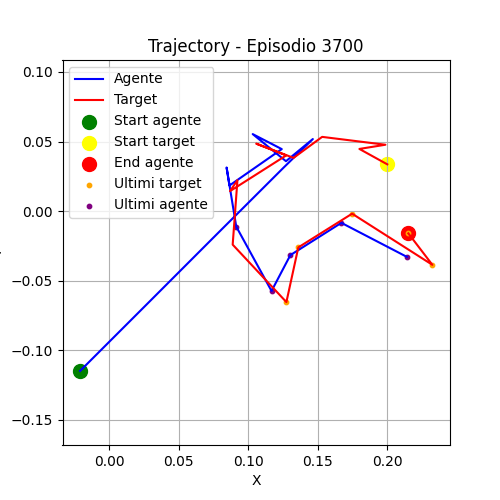 Trajectory - Episodio 3700
Agente
Target
Start agente
Start target
End agente
Ultimi target
Ultimi agente
0.10
0.05
0.00
−0.05
−0.10
−0.15
0.00
0.05
0.10
0.15
0.20
X